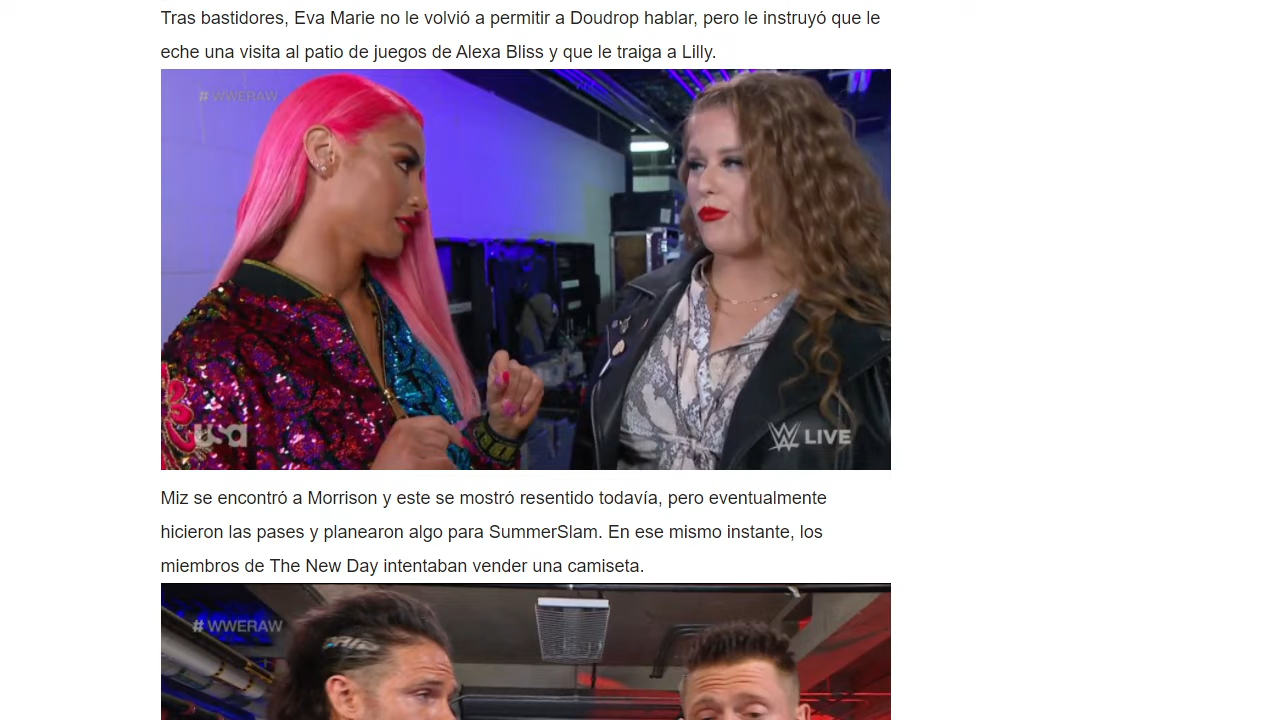 Tras bastidores, Eva Marie no le volvió a permitir a Doudrop hablar, pero le instruyó que le
eche una visita al patio de juegos de Alexa Bliss y que le traiga a Lilly.
#WWERAW
usa
W LIVE
Miz se encontró a Morrison y este se mostró resentido todavía, pero eventualmente
hicieron las pases y planearon algo para SummerSlam. En ese mismo instante, los
miembros de The New Day intentaban vender una camiseta.
#WWERAW